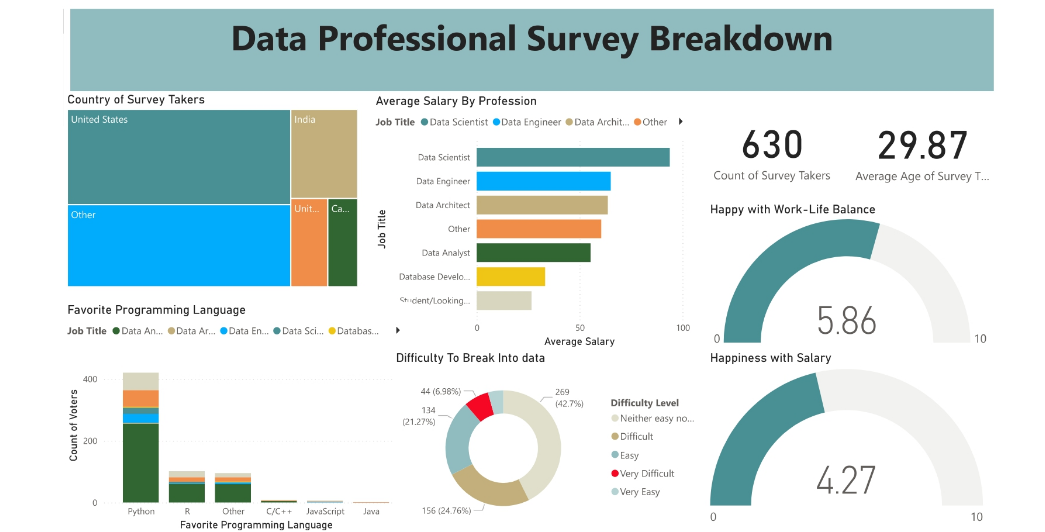 Data Professional Survey Breakdown
Country of Survey Takers
United States
India
Other
Unit...
Ca...
Average Salary By Profession
Job Title Data Scientist Data Engineer Data Archit... Other
Job Title
Data Scientist
Data Engineer
Data Architect
Other
Data Analyst
Database Develo...
Student/Looking...
0 50 100
Average Salary
630
Count of Survey Takers
29.87
Average Age of Survey T...
Happy with Work-Life Balance
5.86
0 10
Favorite Programming Language
Job Title Data An... Data Ar... Data En... Data Sci... Databas...
Count of Voters
400
200
0
Python R Other C/C++ JavaScript Java
Favorite Programming Language
Difficulty To Break Into data
44 (6.98%)
269
(42.7%)
134
(21.27%)
156 (24.76%)
Difficulty Level
Neither easy no...
Difficult
Easy
Very Difficult
Very Easy
Happiness with Salary
4.27
0 10